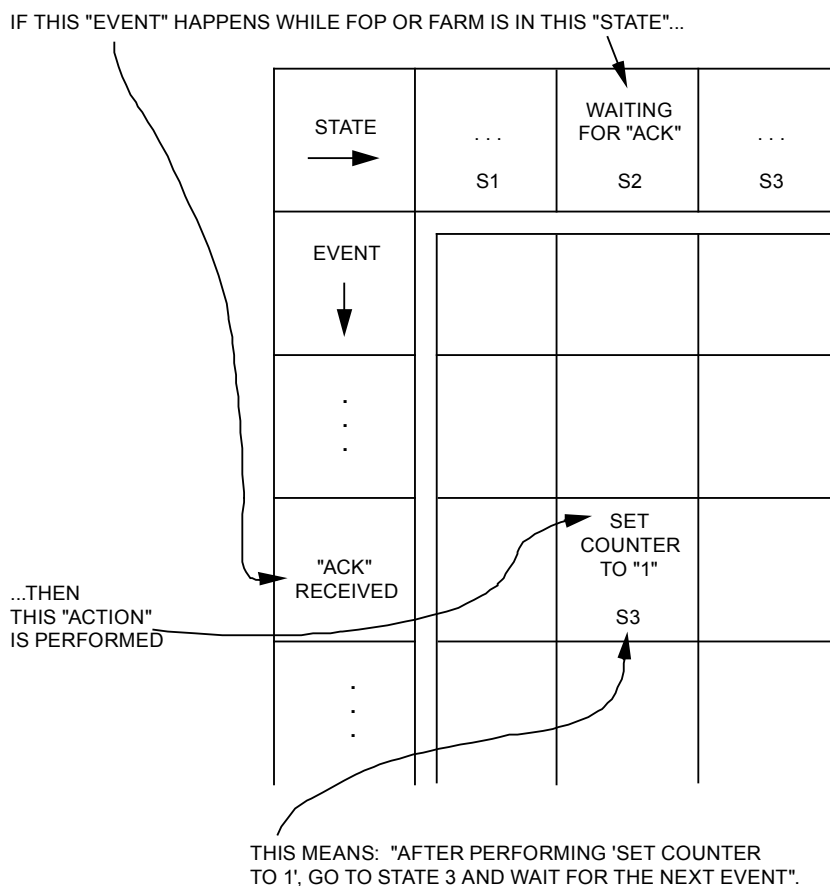 IF THIS "EVENT" HAPPENS WHILE FOP OR FARM IS IN THIS "STATE"...
STATE
. . .
S1
WAITING
FOR "ACK"
S2
. . .
S3
EVENT
.
.
.
"ACK"
RECEIVED
SET
COUNTER
TO "1"
S3
...THEN
THIS "ACTION"
IS PERFORMED
.
.
.
THIS MEANS: "AFTER PERFORMING 'SET COUNTER
TO 1', GO TO STATE 3 AND WAIT FOR THE NEXT EVENT".